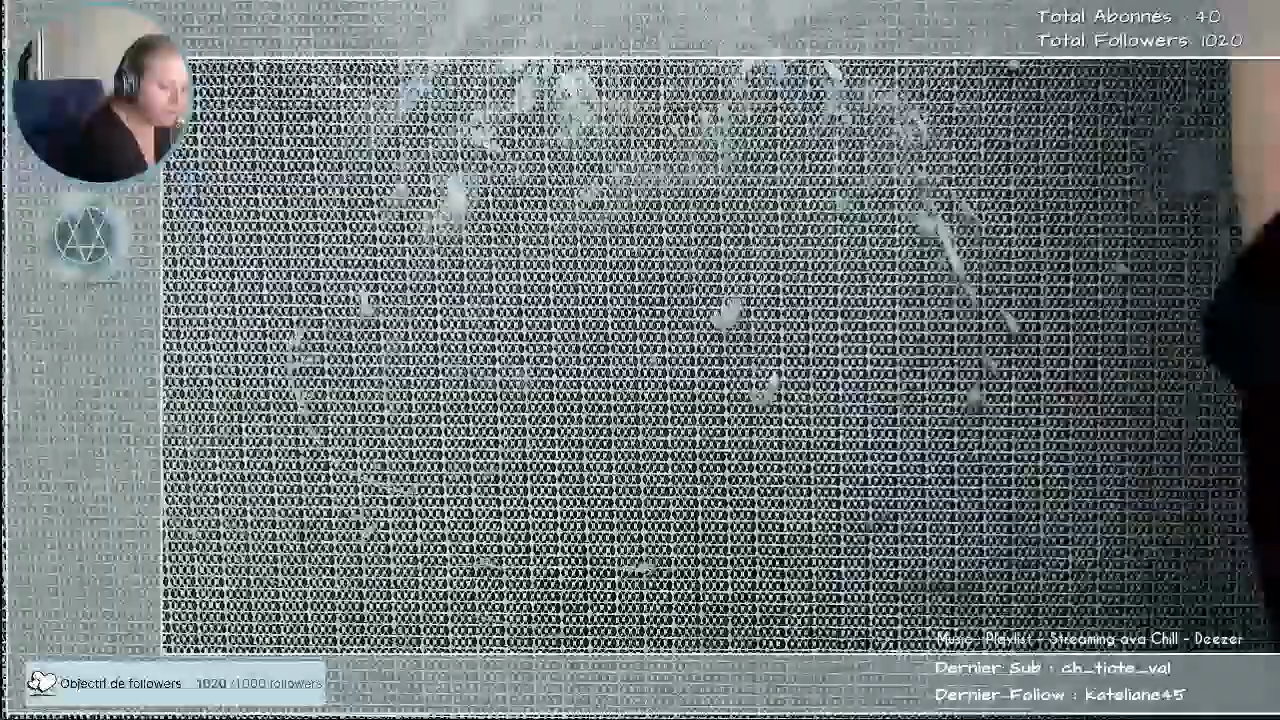 Total Abonnés : 40
Total Followers: 1020
Music : Playlist - Streaming ava Chill - Deezer
Objectif de followers 1020 /1000 followers
Dernier Sub : ch_tiote_val
Dernier Follow : kateliane45